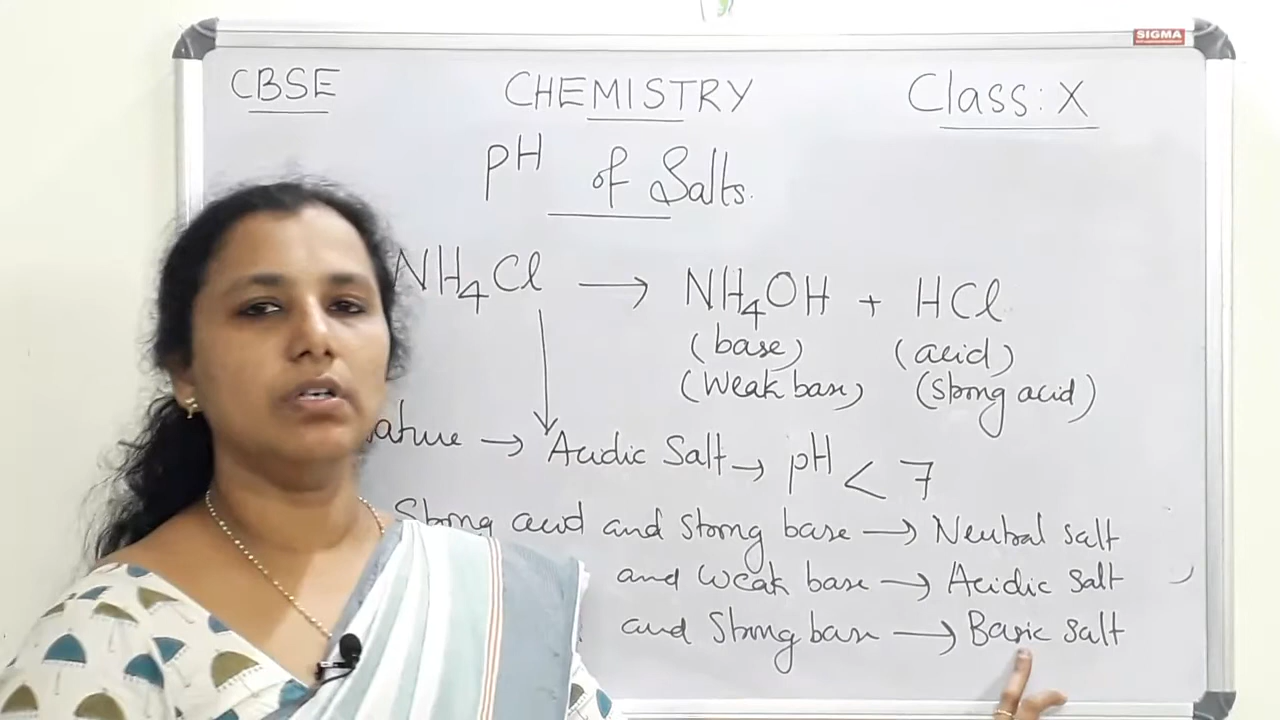 SIGMA
CBSE CHEMISTRY Class: X
pH of Salts.
NH4Cl → NH4OH + HCl
(base) (acid)
(Weak base) (Strong acid)
→ Acidic Salt → pH < 7
Strong acid and Strong base → Neutral salt
and Weak base → Acidic Salt
and Strong base → Basic salt